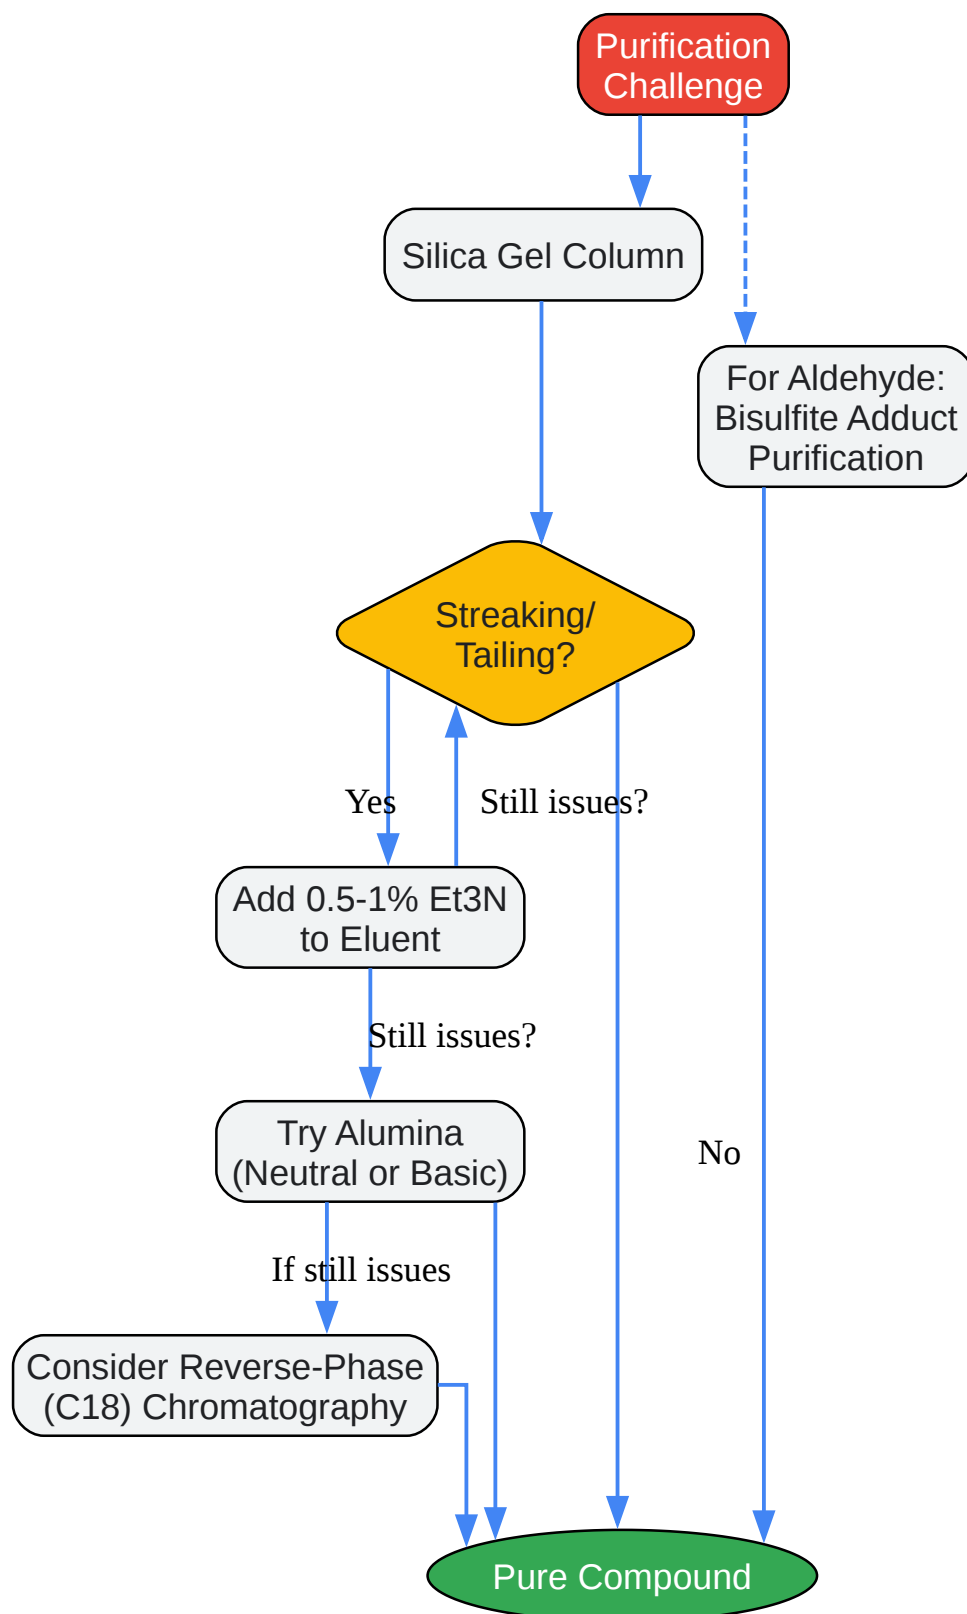 Purification
Challenge
Silica Gel Column
For Aldehyde:
Bisulfite Adduct
Purification
Streaking/
Tailing?
Yes
Still issues?
Add 0.5-1% Et3N
to Eluent
Still issues?
Try Alumina
(Neutral or Basic)
No
If still issues
Consider Reverse-Phase
(C18) Chromatography
Pure Compound